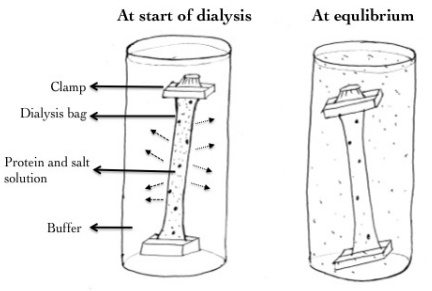 At start of dialysis
At equlibrium
Clamp
Dialysis bag
Protein and salt
solution
Buffer